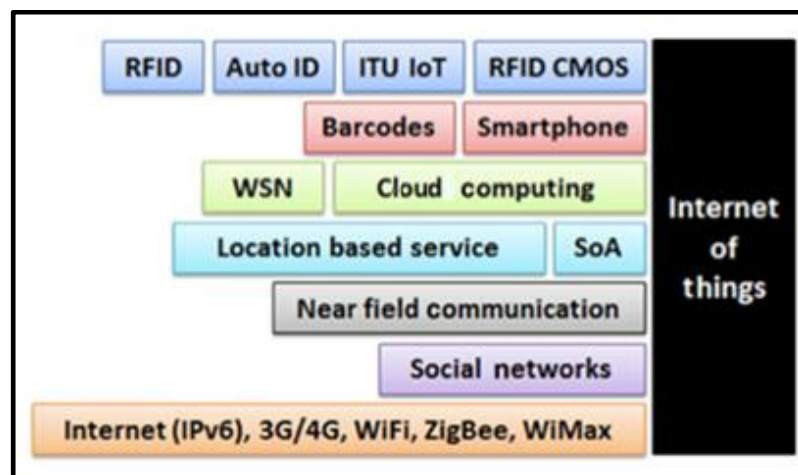 RFID
Auto ID
ITU IoT
RFID CMOS
Barcodes
Smartphone
WSN
Cloud computing
Location based service
SoA
Near field communication
Social networks
Internet (IPv6), 3G/4G, WiFi, ZigBee, WiMax
Internet
of
things